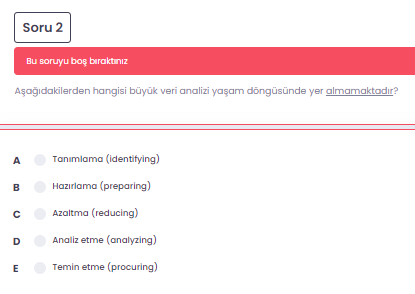 Soru 2
Bu soruyu boş bıraktınız
Aşağıdakilerden hangisi büyük veri analizi yaşam döngüsünde yer almamaktadır?
A Tanımlama (identifying)
B Hazırlama (preparing)
C Azaltma (reducing)
D Analiz etme (analyzing)
E Temin etme (procuring)